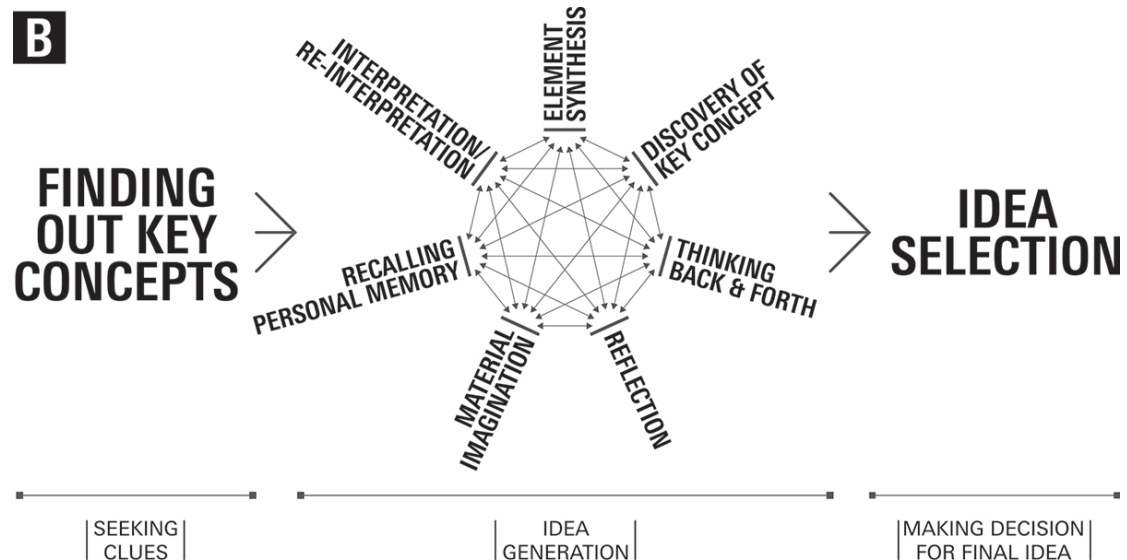 B
FINDING
OUT KEY
CONCEPTS
INTERPRETATION/
RE-INTERPRETATION
ELEMENT
SYNTHESIS
DISCOVERY OF
KEY CONCEPT
RECALLING
PERSONAL MEMORY
THINKING
BACK & FORTH
MATERIAL
IMAGINATION
REFLECTION
IDEA
SELECTION
SEEKING
CLUES
IDEA
GENERATION
MAKING DECISION
FOR FINAL IDEA